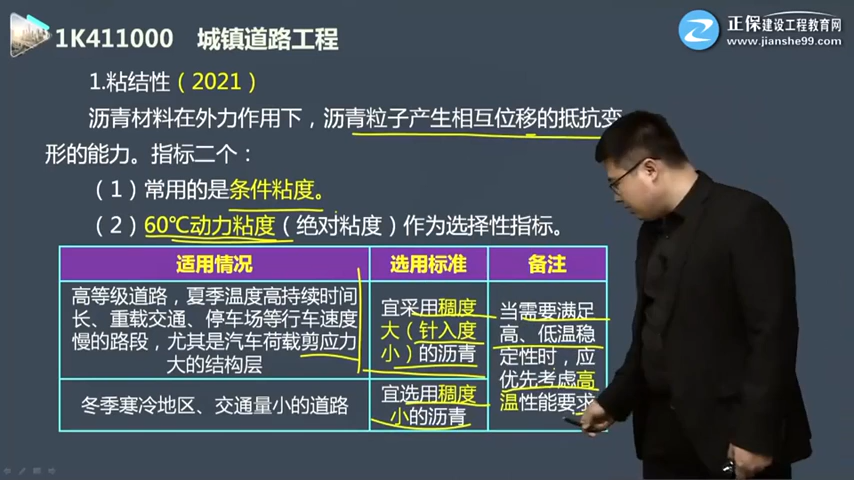 1K411000 城镇道路工程
正保建设工程教育网
www.jianshe99.com
1.粘结性（2021）
沥青材料在外力作用下，沥青粒子产生相互位移的抵抗变
形的能力。指标二个：
（1）常用的是条件粘度。
（2）60℃动力粘度（绝对粘度）作为选择性指标。
适用情况
选用标准
备注
高等级道路，夏季温度高持续时间
长、重载交通、停车场等行车速度
慢的路段，尤其是汽车荷载剪应力
大的结构层
宜采用稠度
大（针入度
小）的沥青
当需要满足
高、低温稳
定性时，应
优先考虑高
温性能要求
冬季寒冷地区、交通量小的道路
宜选用稠度
小的沥青